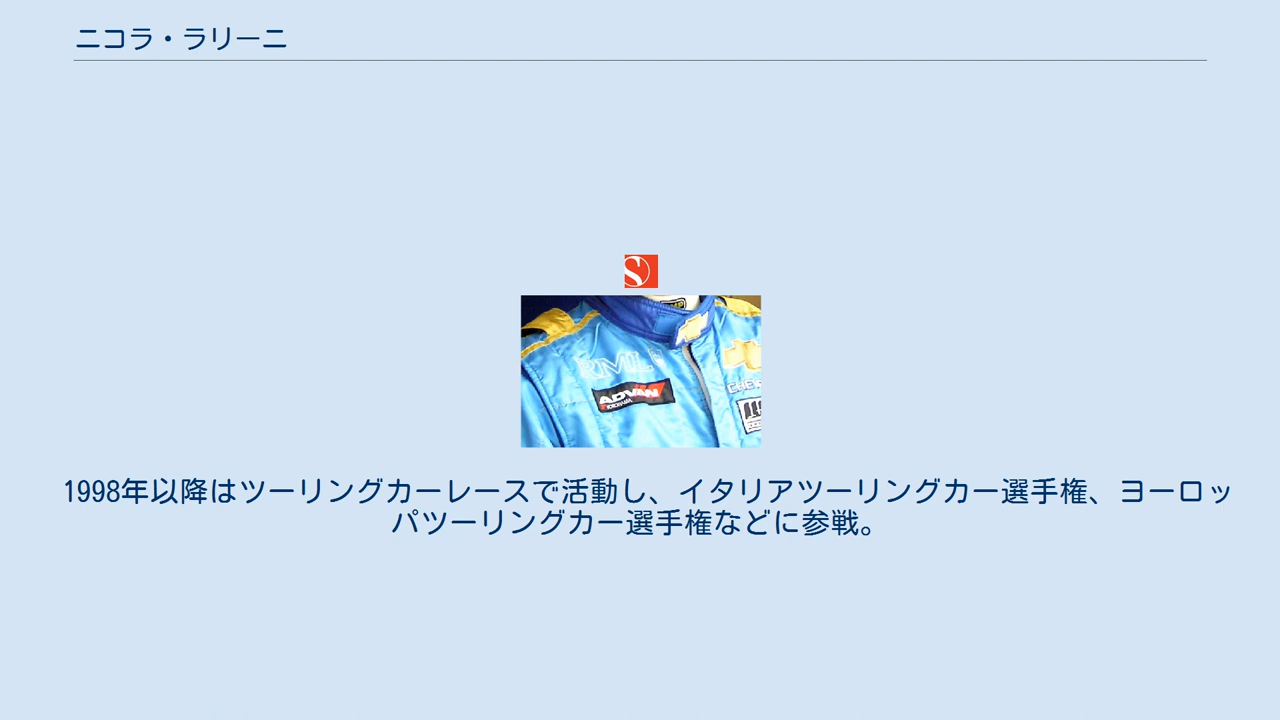 ニコラ・ラリーニ
S
RML
ADVAN
YOKOHAMA
1998年以降はツーリングカーレースで活動し、イタリアツーリングカー選手権、ヨーロッ
パツーリングカー選手権などに参戦。